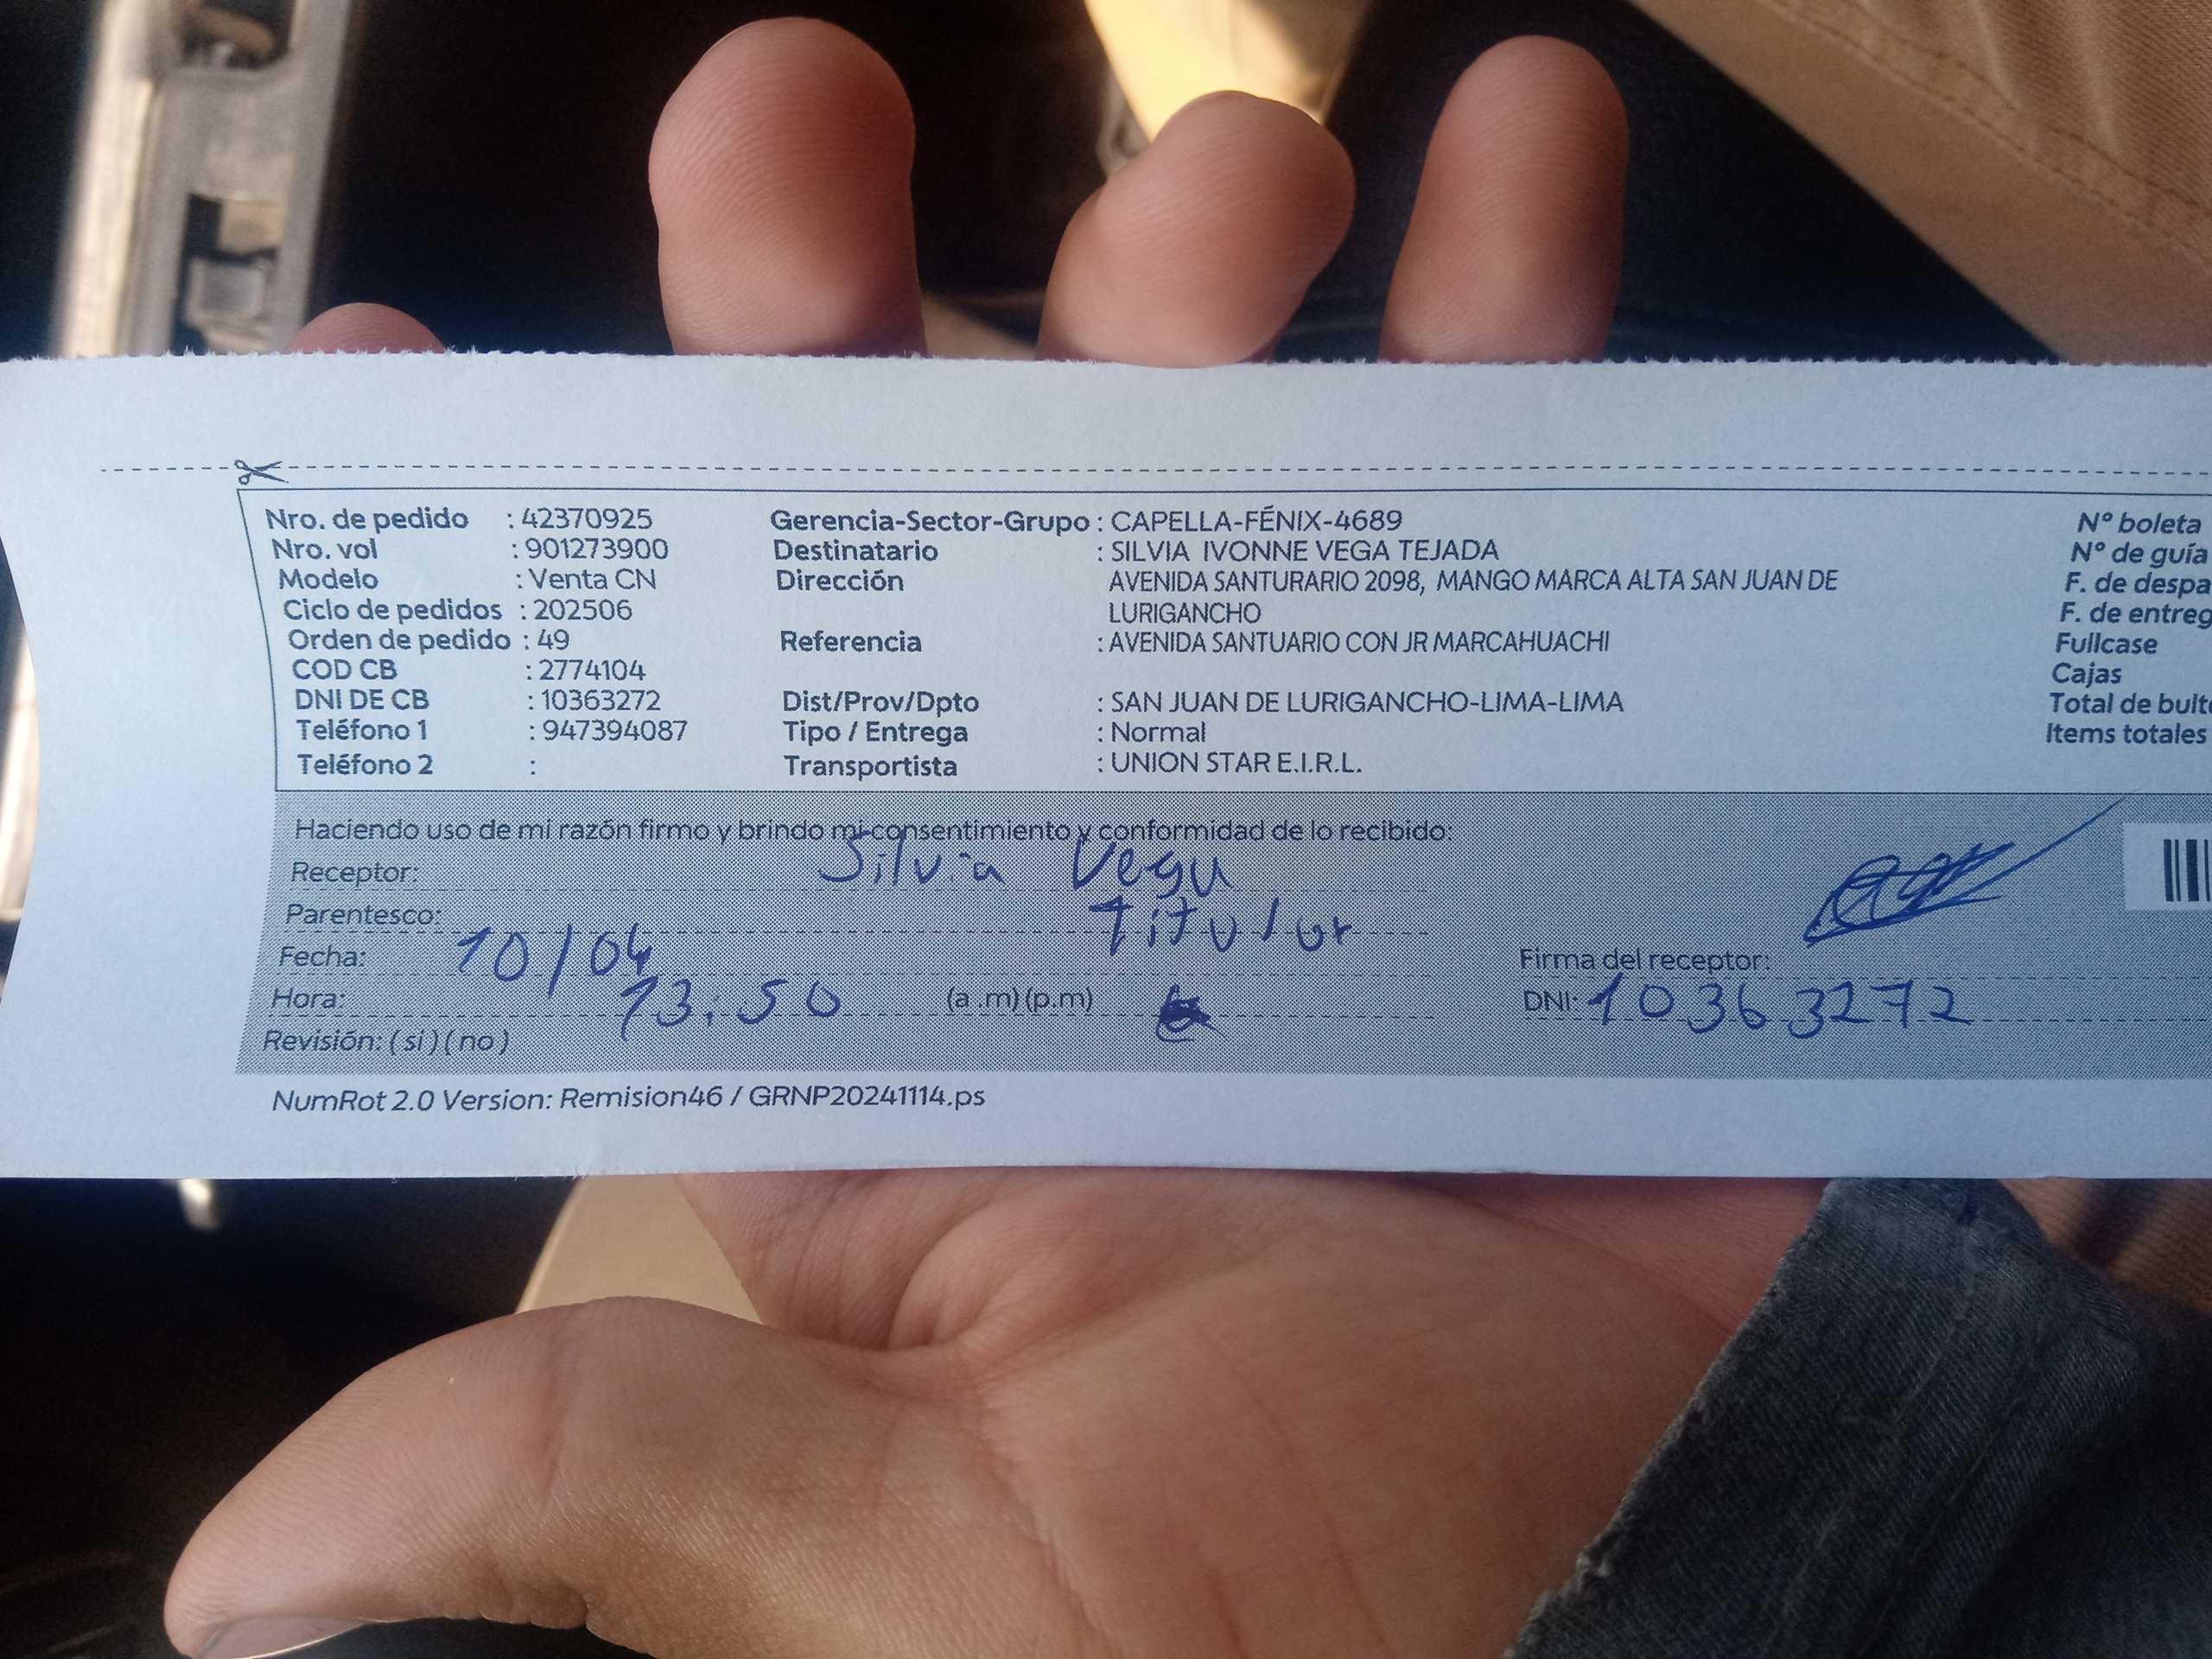 Nro. de pedido : 42370925 Gerencia-Sector-Grupo : CAPELLA-FÉNIX-4689 N° boleta
Nro. vol : 901273900 Destinatario : SILVIA IVONNE VEGA TEJADA N° de guía
Modelo : Venta CN Dirección AVENIDA SANTURARIO 2098, MANGO MARCA ALTA SAN JUAN DE F. de despa
Ciclo de pedidos : 202506 LURIGANCHO F. de entreg
Orden de pedido : 49 Referencia : AVENIDA SANTUARIO CON JR MARCAHUACHI Fullcase
COD CB : 2774104 Cajas
DNI DE CB : 10363272 Dist/Prov/Dpto : SAN JUAN DE LURIGANCHO-LIMA-LIMA Total de bulto
Teléfono 1 : 947394087 Tipo / Entrega : Normal Items totales
Teléfono 2 : Transportista : UNION STAR E.I.R.L.
Haciendo uso de mi razón firmo y brindo mi consentimiento y conformidad de lo recibido:
Receptor: Silvia Vega
Parentesco: Titular
Fecha: 10/04 Firma del receptor:
Hora: 13:50 (a .m) (p.m) DNI: 10363272
Revisión: ( si ) ( no )
NumRot 2.0 Version: Remision46 / GRNP20241114.ps